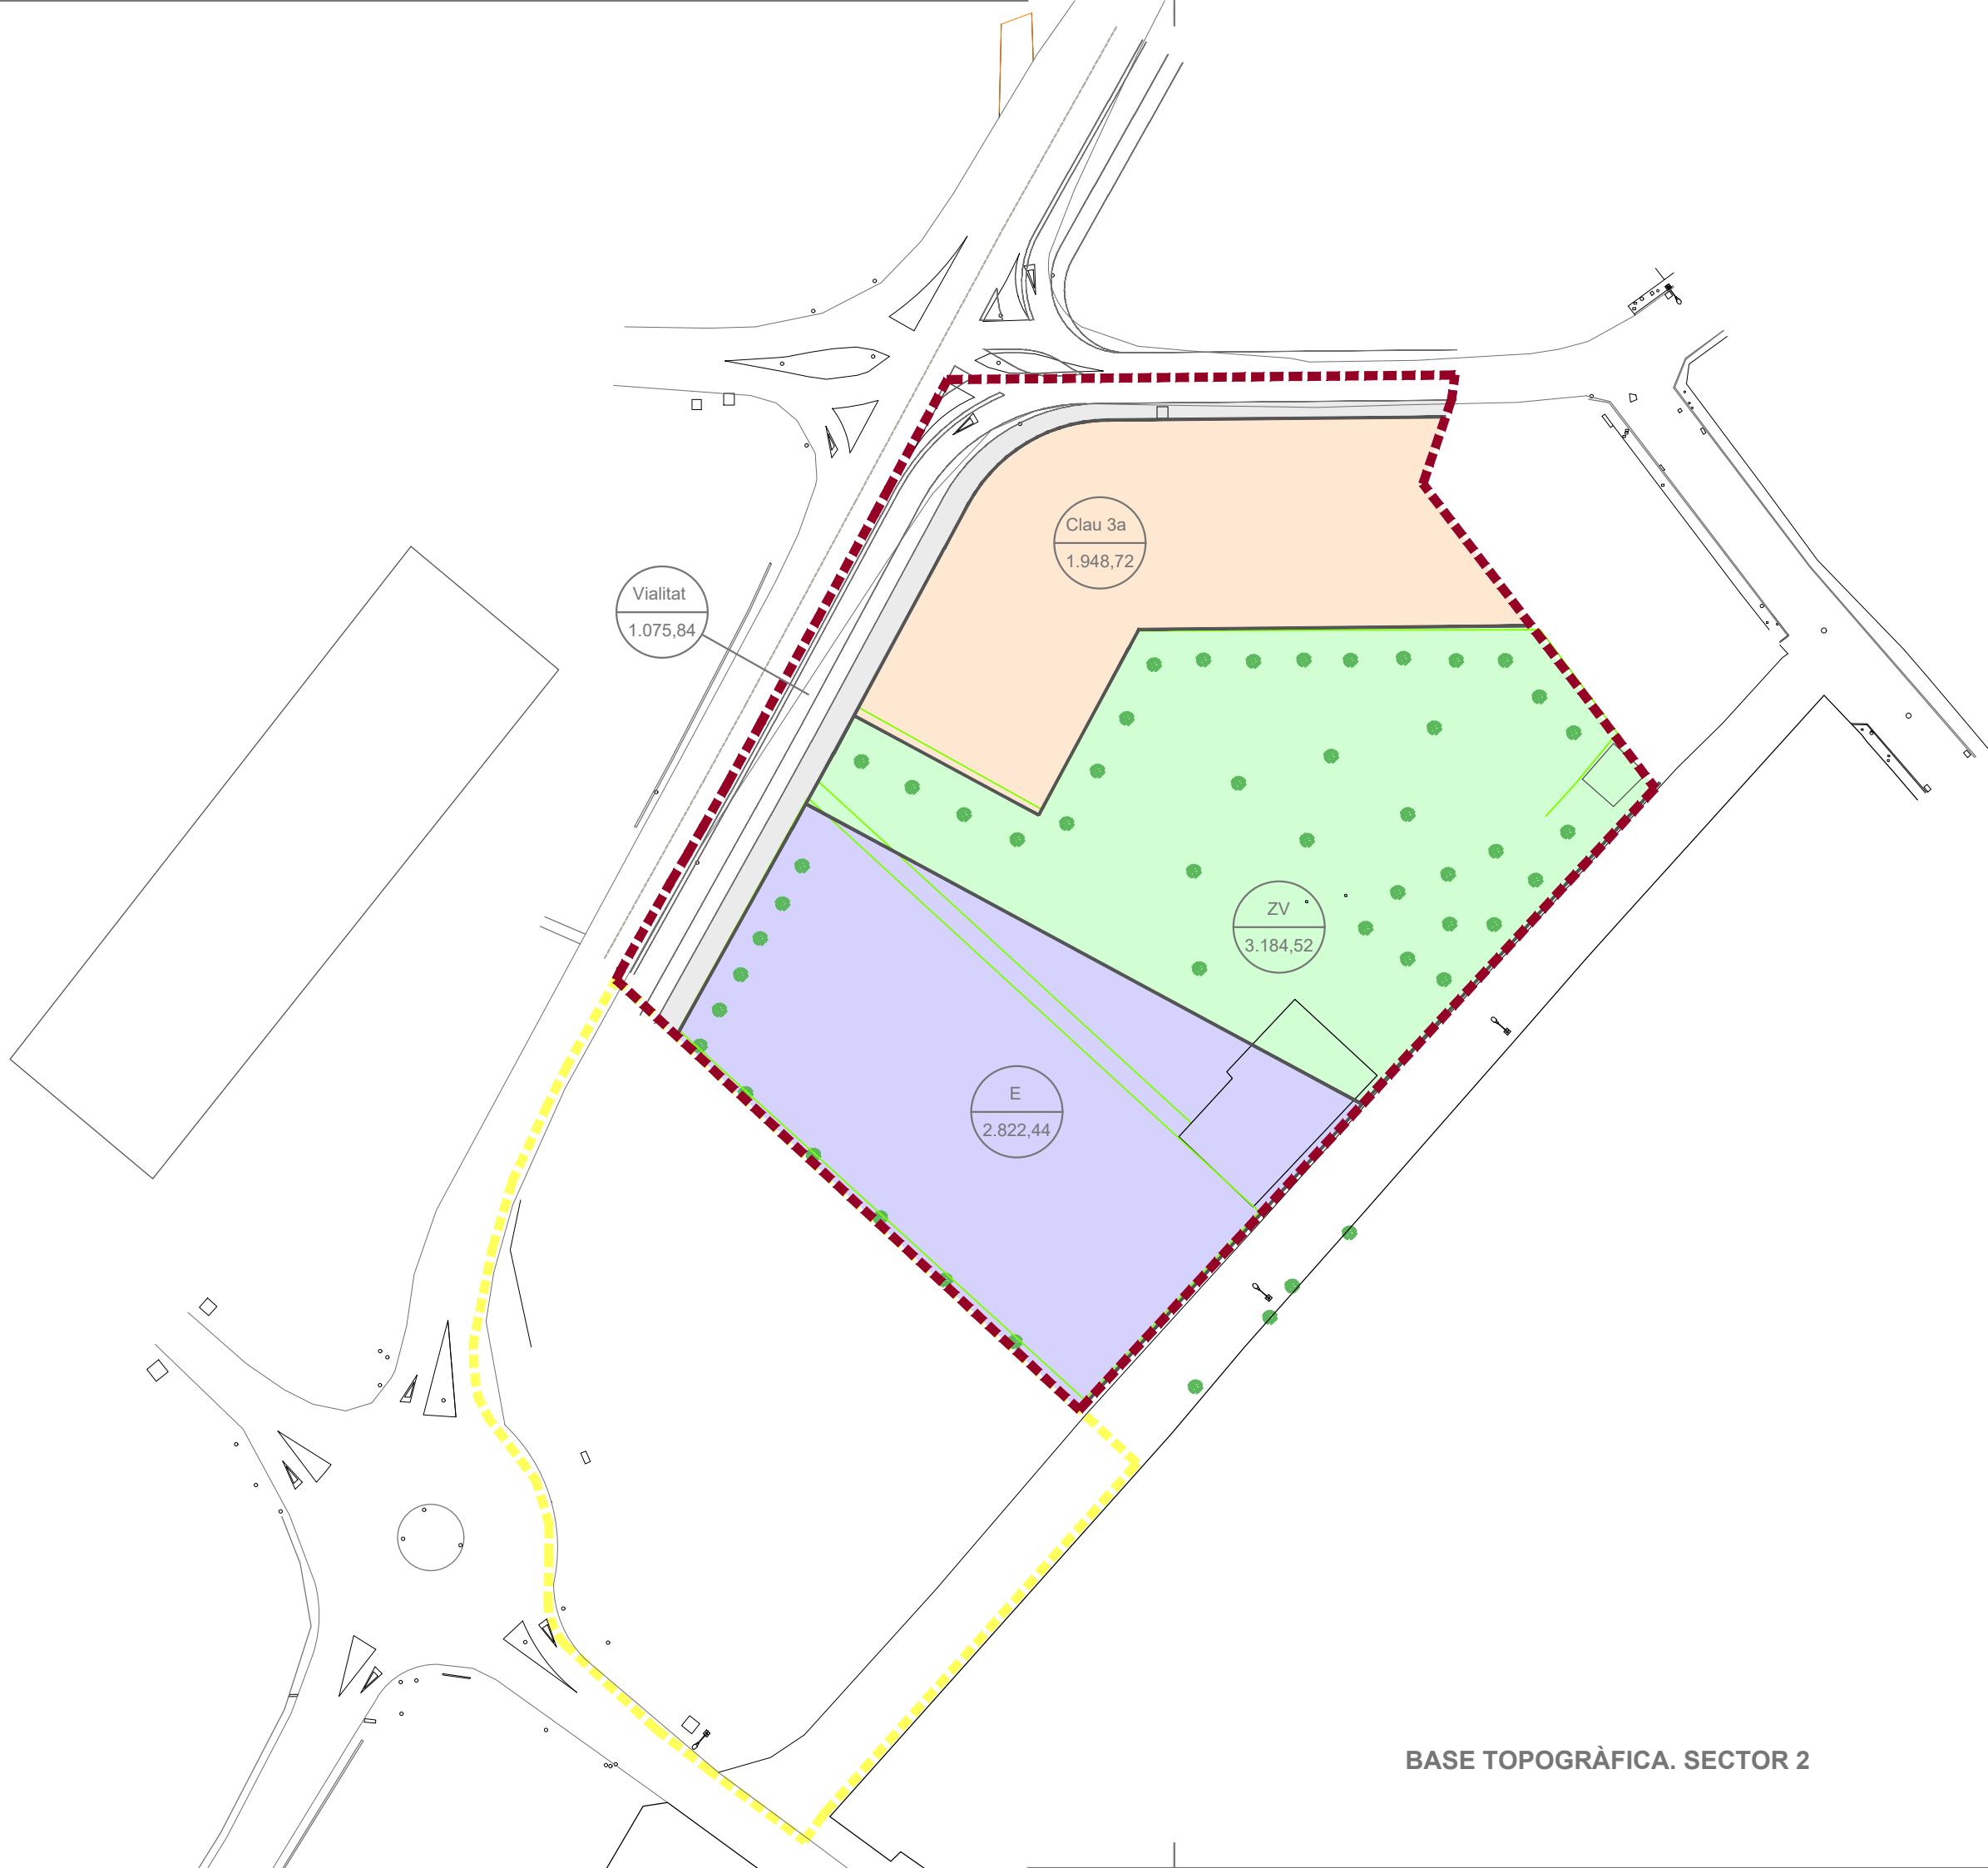 Clau 3a
1.948,72
Vialitat
1.075,84
ZV
3.184,52
E
2.822,44
BASE TOPOGRÀFICA. SECTOR 2